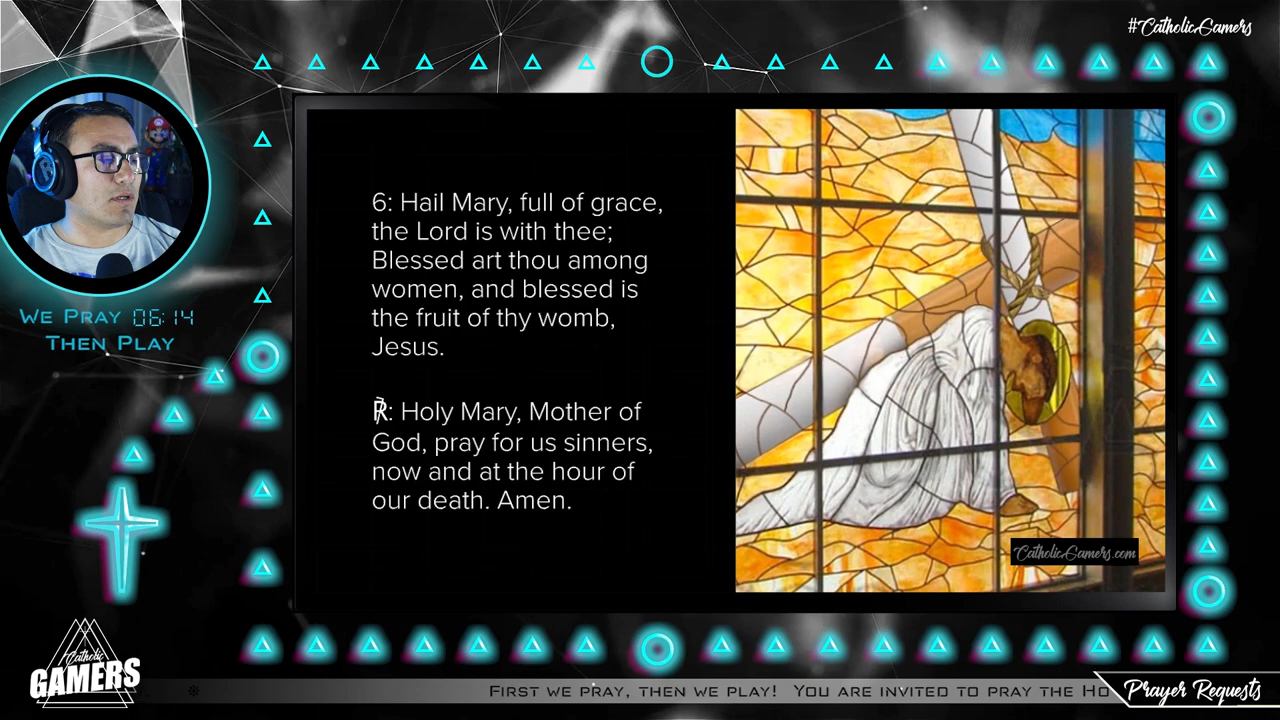 #CatholicGamers
We Pray 06:14
Then Play
6: Hail Mary, full of grace,
the Lord is with thee;
Blessed art thou among
women, and blessed is
the fruit of thy womb,
Jesus.
℟: Holy Mary, Mother of
God, pray for us sinners,
now and at the hour of
our death. Amen.
CatholicGamers.com
Catholic
GAMERS
First we pray, then we play! You are invited to pray the Ho
Prayer Requests